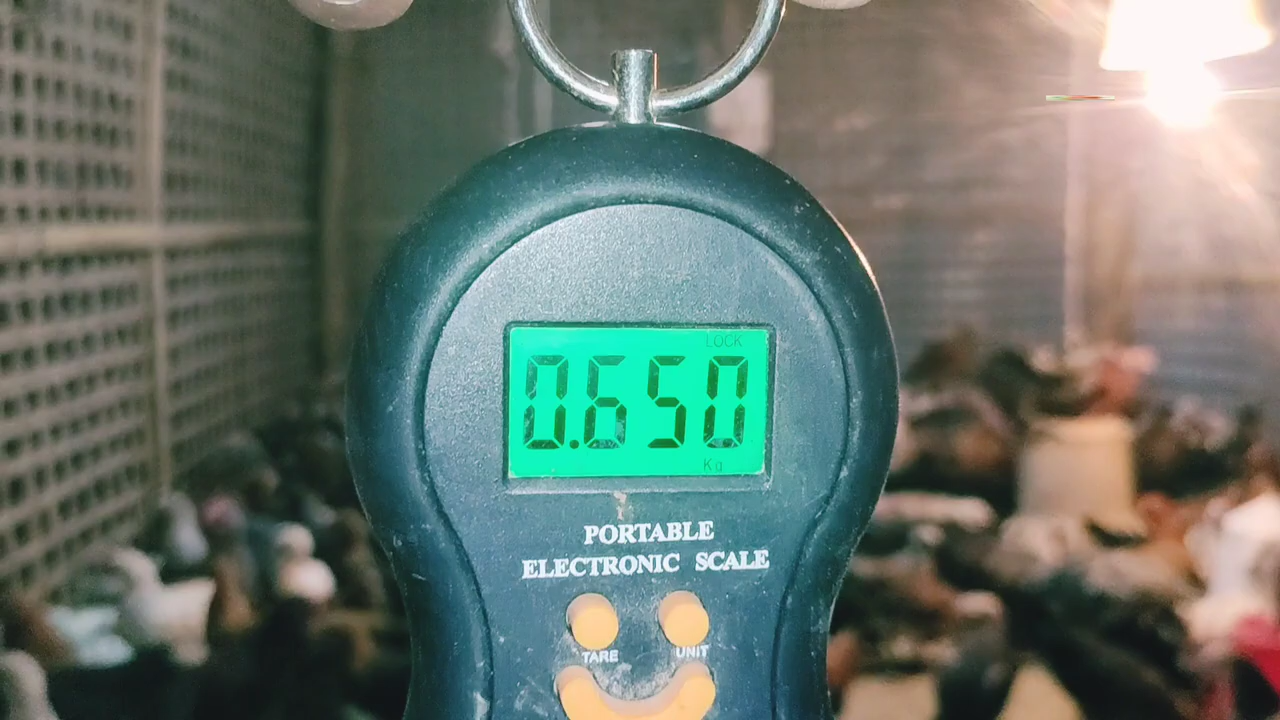 LOCK
0.650
Kg
PORTABLE
ELECTRONIC SCALE
TARE UNIT